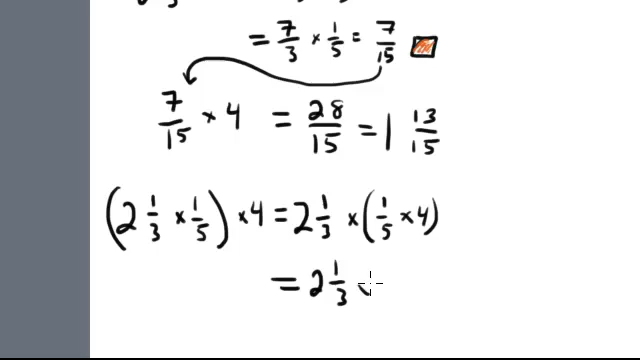 = 7/3 × 1/5 = 7/15
7/15 × 4 = 28/15 = 1 13/15
(2 1/3 × 1/5) × 4 = 2 1/3 × (1/5 × 4)
= 2 1/3